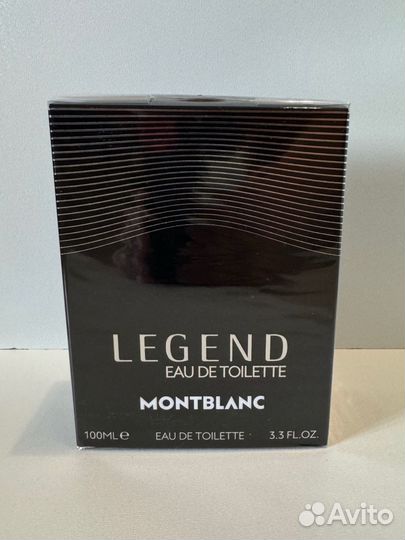 LEGEND
EAU DE TOILETTE
MONTBLANC
100ML e EAU DE TOILETTE · 3.3 FL.OZ.
Avito